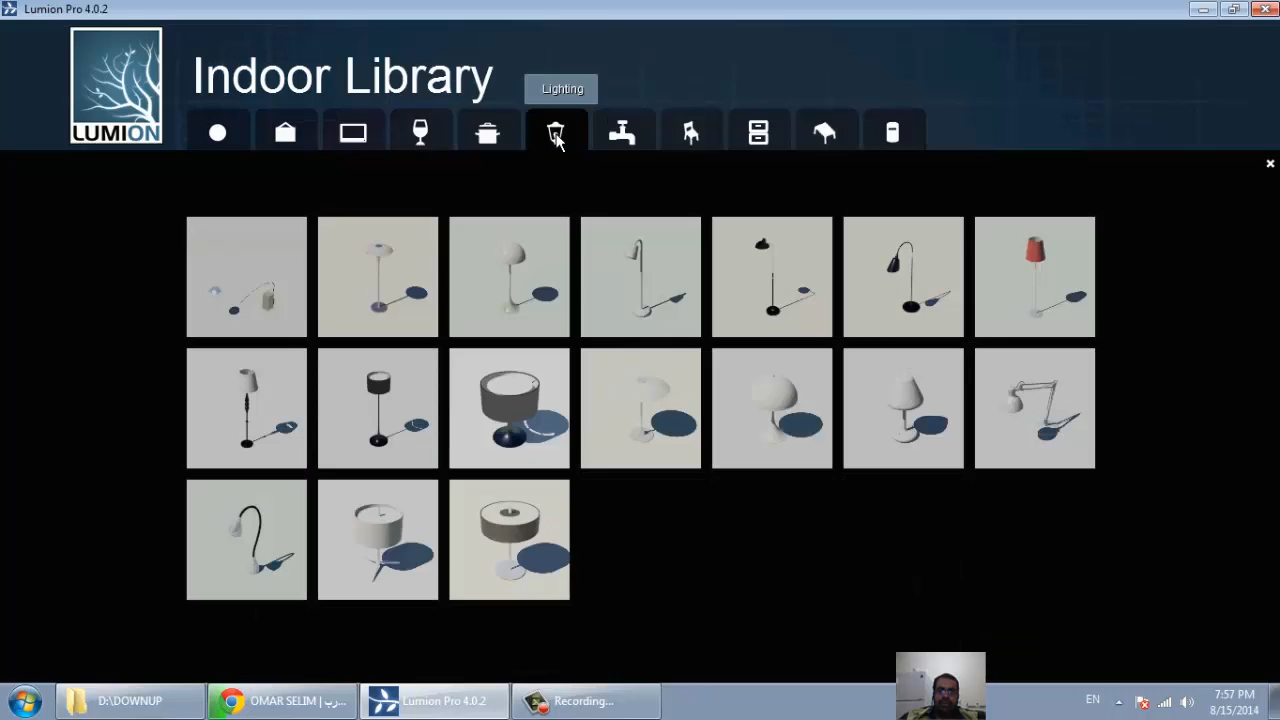 Lumion Pro 4.0.2
Indoor Library
Lighting
LUMION
D:\DOWNUP
OMAR SELIM | رب...
Lumion Pro 4.0.2
Recording...
EN
7:57 PM
8/15/2014